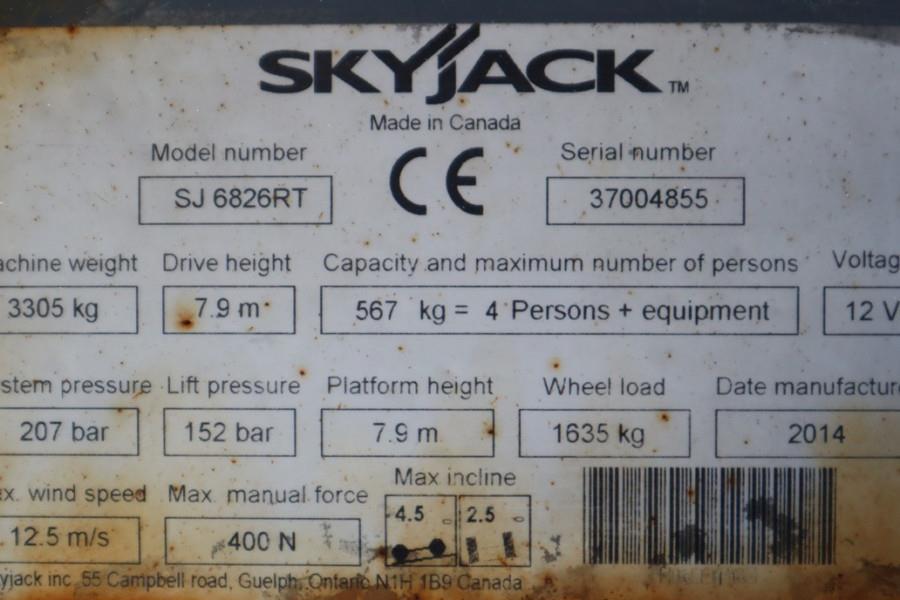 SKYJACK™
Made in Canada
Model number Serial number
SJ 6826RT CE 37004855
achine weight Drive height Capacity and maximum number of persons Voltag
3305 kg 7.9 m 567 kg = 4 Persons + equipment 12 V
stem pressure Lift pressure Platform height Wheel load Date manufacture
207 bar 152 bar 7.9 m 1635 kg 2014
x. wind speed Max. manual force Max incline
12.5 m/s 400 N 4.5° 2.5°
yjack inc. 55 Campbell road, Guelph, Ontario N1H 1B9 Canada